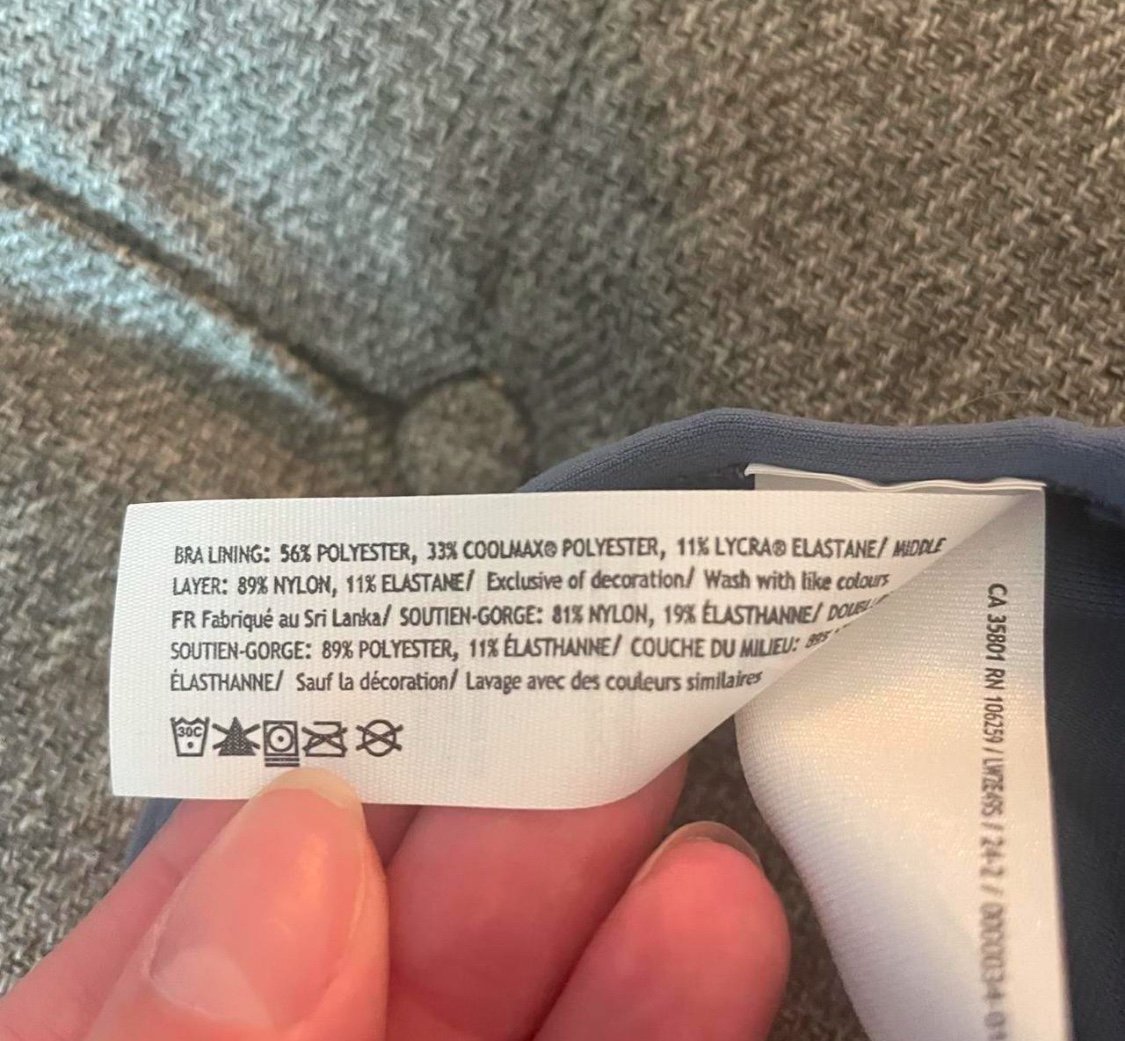 BRA LINING: 56% POLYESTER, 33% COOLMAX® POLYESTER, 11% LYCRA® ELASTANE/ MIDDLE
LAYER: 89% NYLON, 11% ELASTANE/ Exclusive of decoration/ Wash with like colours
FR Fabriqué au Sri Lanka/ SOUTIEN-GORGE: 81% NYLON, 19% ÉLASTHANNE/
SOUTIEN-GORGE: 89% POLYESTER, 11% ÉLASTHANNE/ COUCHE DU MILIEU:
ÉLASTHANNE/ Sauf la décoration/ Lavage avec des couleurs similaires
30C
CA 35801 RN 106259 / LW2E49S / 24-2 /